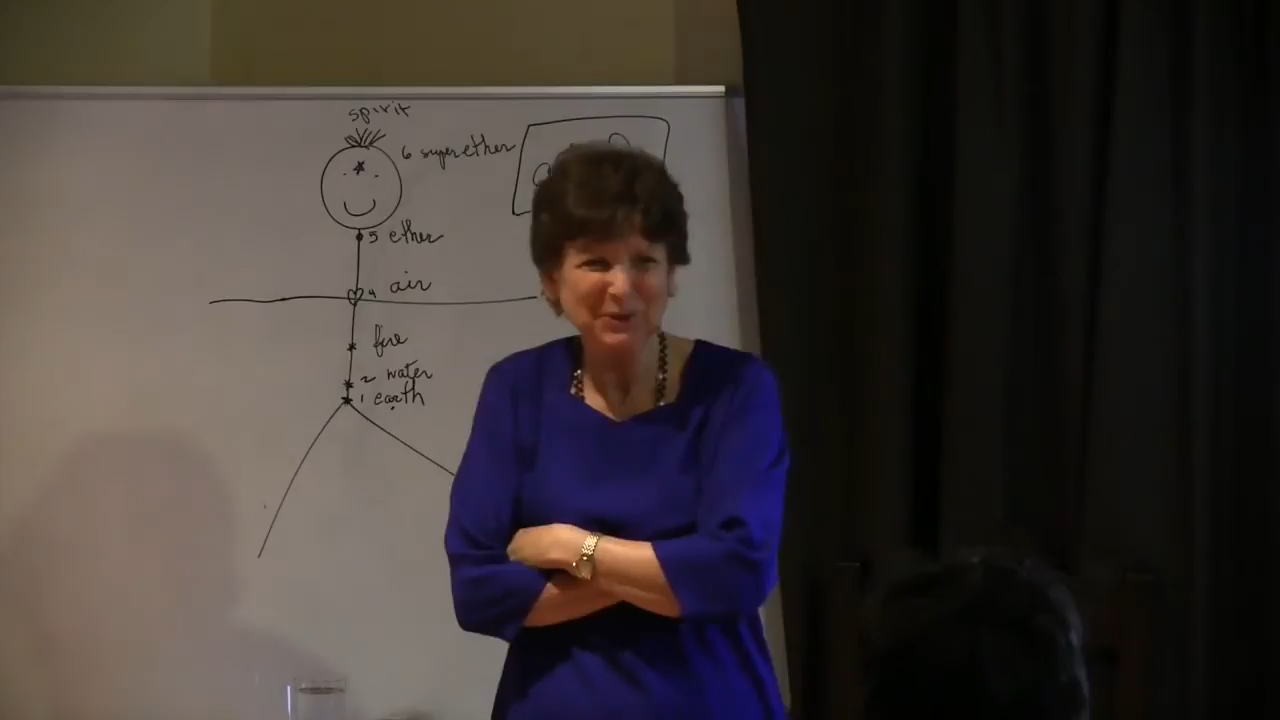 spirit
6 superether
5 ether
4 air
fire
2 water
1 earth